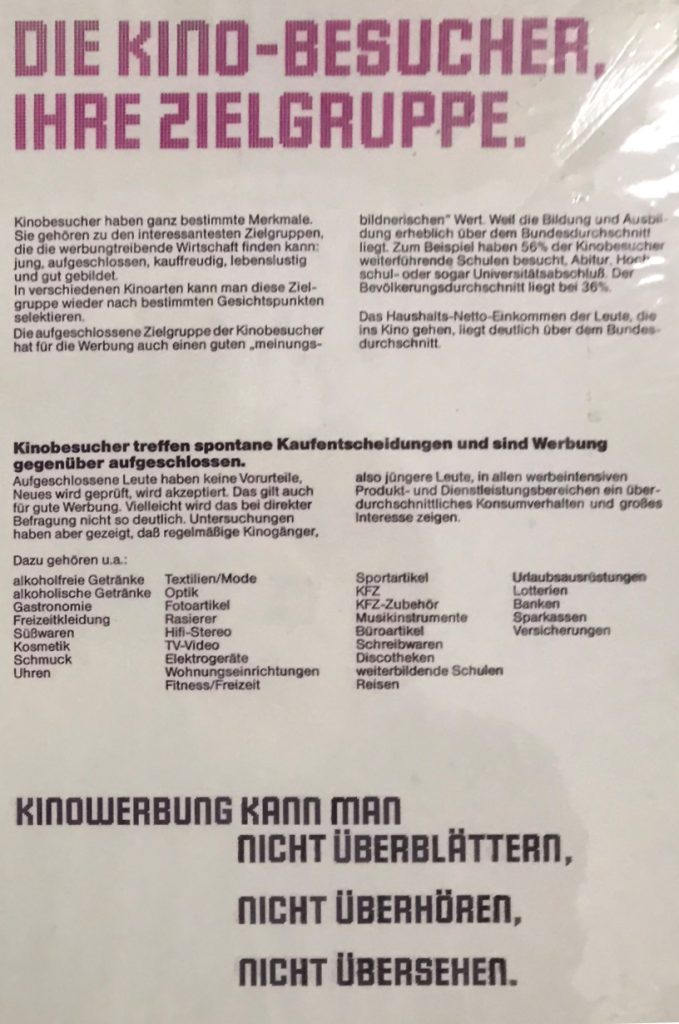 DIE KINO-BESUCHER,
IHRE ZIELGRUPPE.
Kinobesucher haben ganz bestimmte Merkmale.
Sie gehören zu den interessantesten Zielgruppen,
die die werbungtreibende Wirtschaft finden kann:
jung, aufgeschlossen, kauffreudig, lebenslustig
und gut gebildet.
In verschiedenen Kinoarten kann man diese Ziel-
gruppe wieder nach bestimmten Gesichtspunkten
selektieren.
Die aufgeschlossene Zielgruppe der Kinobesucher
hat für die Werbung auch einen guten „meinungs-
bildnerischen" Wert. Weil die Bildung und Ausbil-
dung erheblich über dem Bundesdurchschnitt
liegt. Zum Beispiel haben 56% der Kinobesucher
weiterführende Schulen besucht, Abitur, Hoch-
schul- oder sogar Universitätsabschluß. Der
Bevölkerungsdurchschnitt liegt bei 36%.
Das Haushalts-Netto-Einkommen der Leute, die
ins Kino gehen, liegt deutlich über dem Bundes-
durchschnitt.
Kinobesucher treffen spontane Kaufentscheidungen und sind Werbung
gegenüber aufgeschlossen.
Aufgeschlossene Leute haben keine Vorurteile,
Neues wird geprüft, wird akzeptiert. Das gilt auch
für gute Werbung. Vielleicht wird das bei direkter
Befragung nicht so deutlich. Untersuchungen
haben aber gezeigt, daß regelmäßige Kinogänger,
also jüngere Leute, in allen werbeintensiven
Produkt- und Dienstleistungsbereichen ein über-
durchschnittliches Konsumverhalten und großes
Interesse zeigen.
Dazu gehören u.a.:
alkoholfreie Getränke
alkoholische Getränke
Gastronomie
Freizeitkleidung
Süßwaren
Kosmetik
Schmuck
Uhren
Textilien/Mode
Optik
Fotoartikel
Rasierer
Hifi-Stereo
TV-Video
Elektrogeräte
Wohnungseinrichtungen
Fitness/Freizeit
Sportartikel
KFZ
KFZ-Zubehör
Musikinstrumente
Büroartikel
Schreibwaren
Discotheken
weiterbildende Schulen
Reisen
Urlaubsausrüstungen
Lotterien
Banken
Sparkassen
Versicherungen
KINOWERBUNG KANN MAN
NICHT ÜBERBLÄTTERN,
NICHT ÜBERHÖREN,
NICHT ÜBERSEHEN.